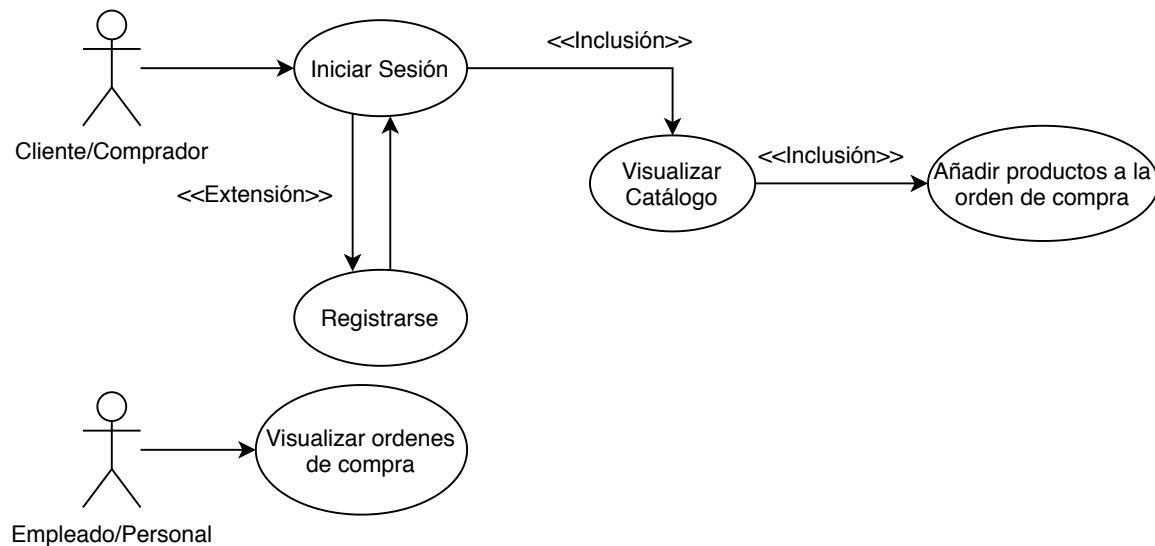 <<Inclusión>>
Iniciar Sesión
Cliente/Comprador
Visualizar
Catálogo
<<Inclusión>>
Añadir productos a la
orden de compra
<<Extensión>>
Registrarse
Visualizar ordenes
de compra
Empleado/Personal